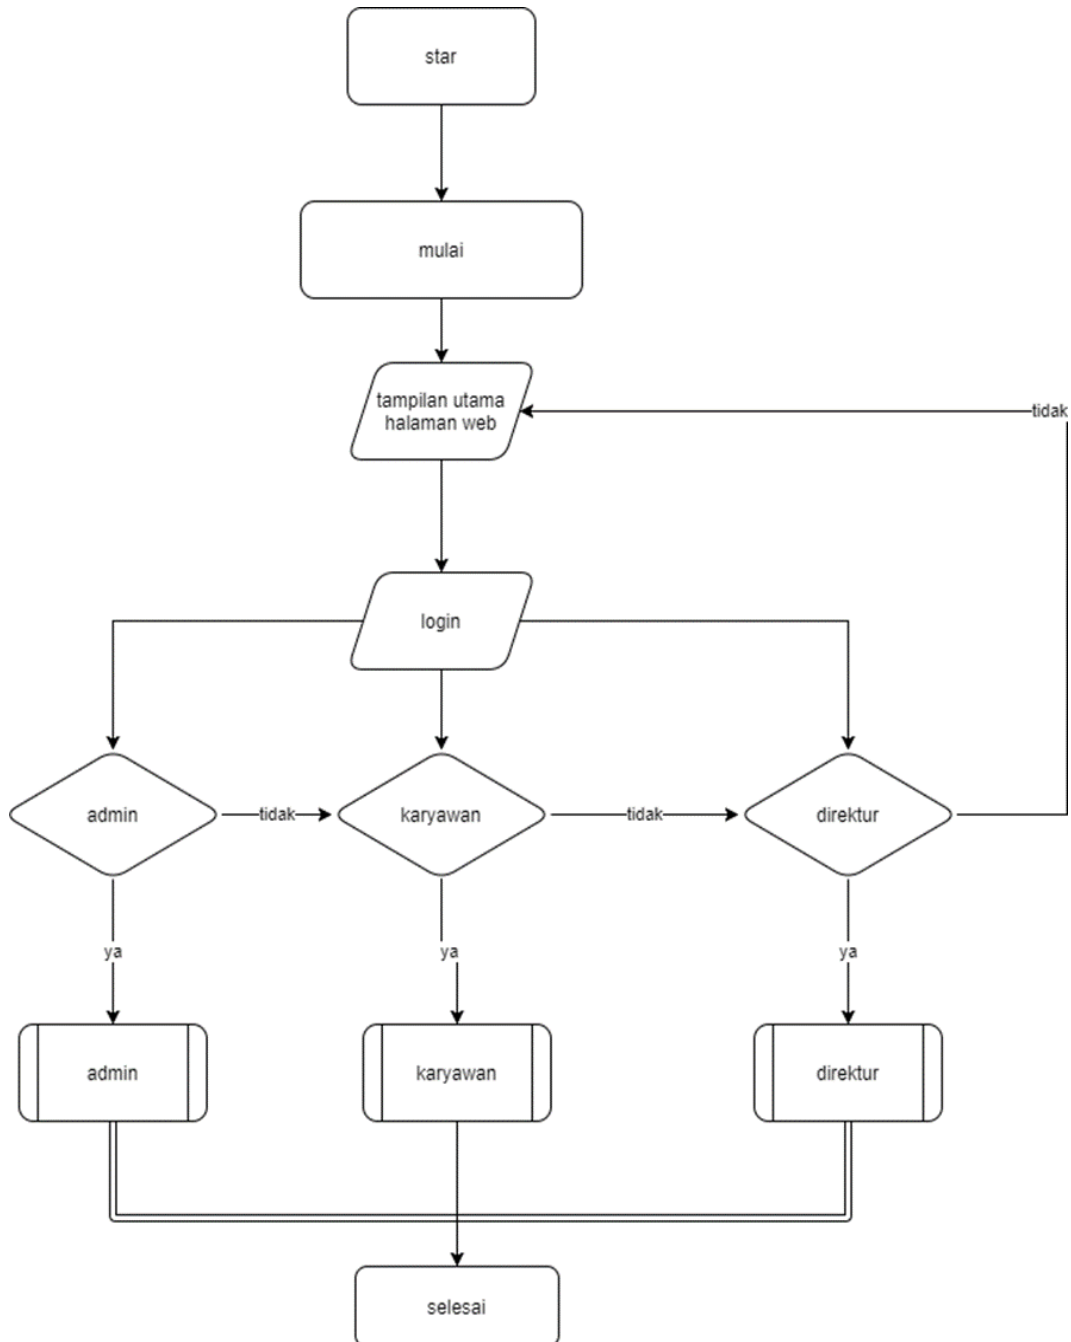 star
mulai
tampilan utama
halaman web
tidak
login
admin
tidak
karyawan
tidak
direktur
ya
ya
ya
admin
karyawan
direktur
selesai